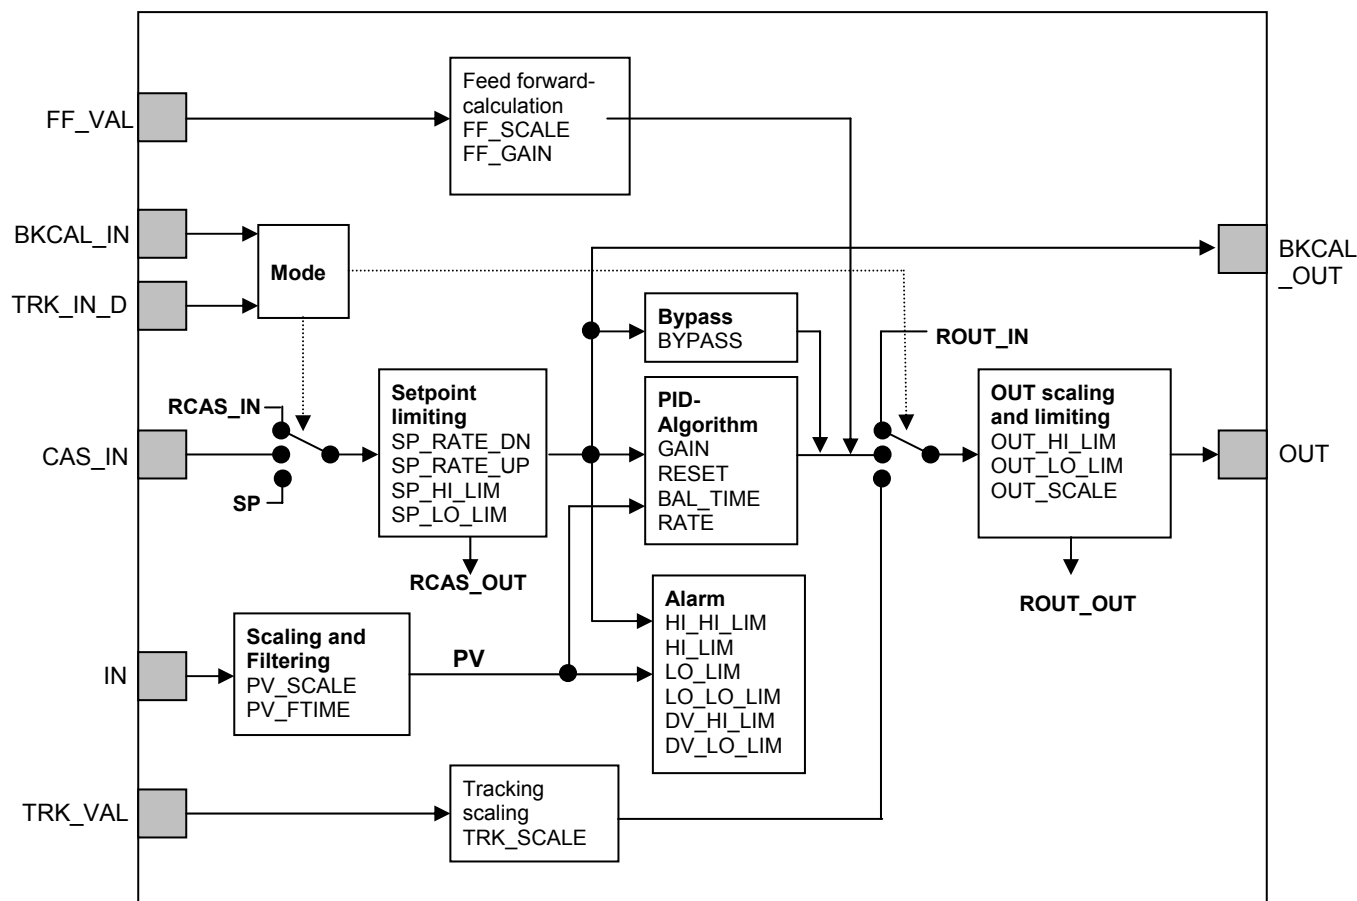 FF_VAL
Feed forward-
calculation
FF_SCALE
FF_GAIN
BKCAL_IN
TRK_IN_D
Mode
BKCAL
_OUT
Bypass
BYPASS
ROUT_IN
RCAS_IN
CAS_IN
SP
Setpoint
limiting
SP_RATE_DN
SP_RATE_UP
SP_HI_LIM
SP_LO_LIM
RCAS_OUT
PID-
Algorithm
GAIN
RESET
BAL_TIME
RATE
OUT scaling
and limiting
OUT_HI_LIM
OUT_LO_LIM
OUT_SCALE
OUT
ROUT_OUT
IN
Scaling and
Filtering
PV_SCALE
PV_FTIME
PV
Alarm
HI_HI_LIM
HI_LIM
LO_LIM
LO_LO_LIM
DV_HI_LIM
DV_LO_LIM
TRK_VAL
Tracking
scaling
TRK_SCALE